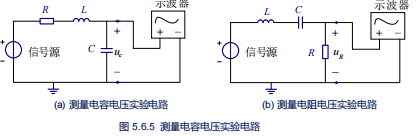 示波器
R
L
+ −
+
−
信号源
C
+
u_c
−
(a) 测量电容电压实验电路
示波器
L
C
+ −
+
−
信号源
R
+
u_R
−
(b) 测量电阻电压实验电路
图 5.6.5 测量电容电压实验电路